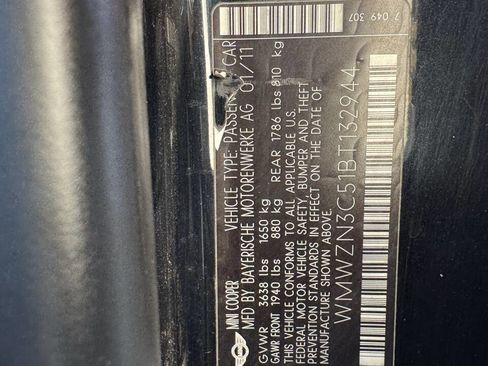 7 049 307
MINI COOPER VEHICLE TYPE: PASSENGER CAR
MFD BY BAYERISCHE MOTORENWERKE AG 01/11
GVWR 3638 lbs 1650 kg
GAWR FRONT 1940 lbs 880 kg REAR 1786 lbs 810 kg
THIS VEHICLE CONFORMS TO ALL APPLICABLE U.S.
FEDERAL MOTOR VEHICLE SAFETY, BUMPER AND THEFT
PREVENTION STANDARDS IN EFFECT ON THE DATE OF
MANUFACTURE SHOWN ABOVE.
WMWZN3C51BT132944